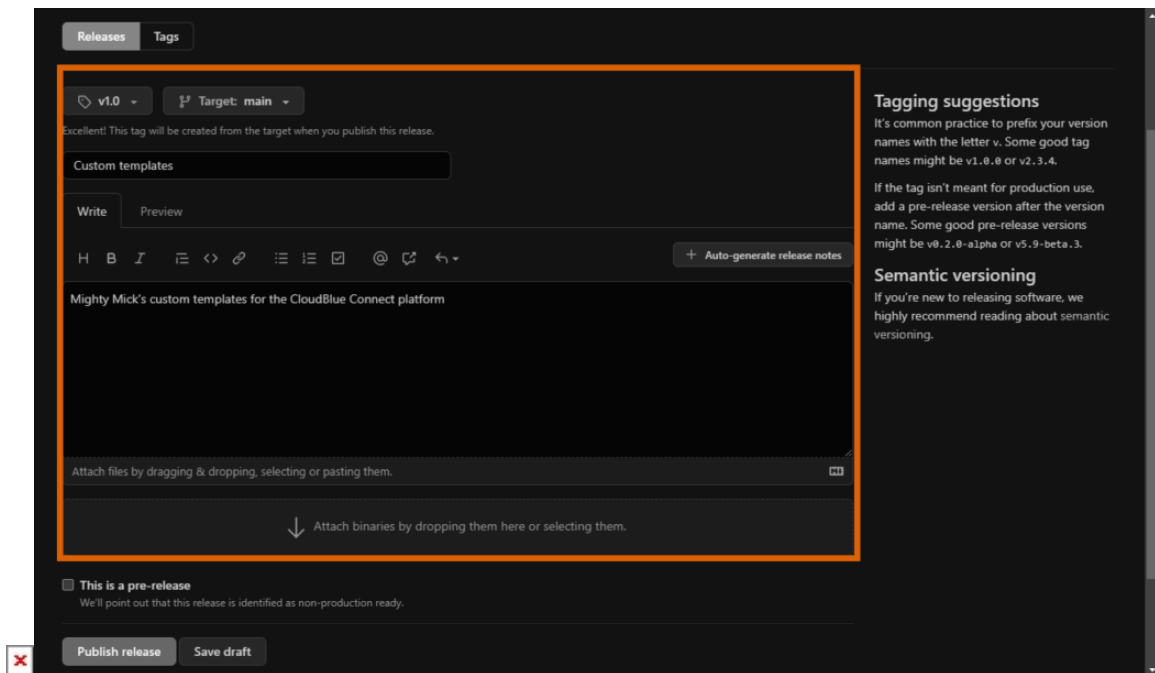 Releases Tags
v1.0 Target: main
Excellent! This tag will be created from the target when you publish this release.
Custom templates
Write Preview
H B I @
+ Auto-generate release notes
Mighty Mick's custom templates for the CloudBlue Connect platform
Attach files by dragging & dropping, selecting or pasting them.
Attach binaries by dropping them here or selecting them.
This is a pre-release
We'll point out that this release is identified as non-production ready.
Publish release Save draft
Tagging suggestions
It's common practice to prefix your version
names with the letter v. Some good tag
names might be v1.0.0 or v2.3.4.
If the tag isn't meant for production use,
add a pre-release version after the version
name. Some good pre-release versions
might be v0.2.0-alpha or v5.9-beta.3.
Semantic versioning
If you're new to releasing software, we
highly recommend reading about semantic
versioning.